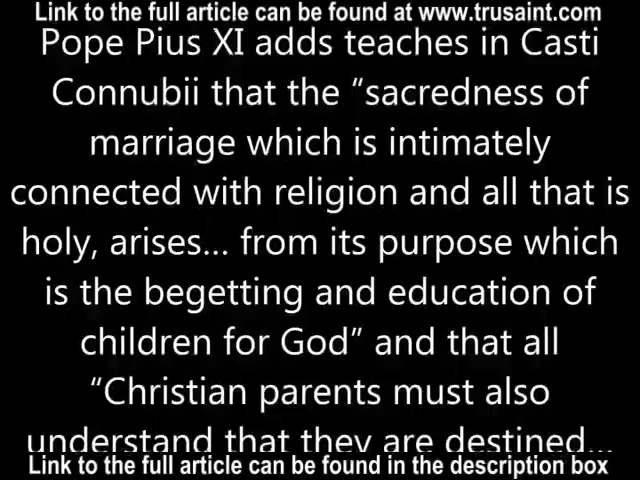 Link to the full article can be found at www.trusaint.com
Pope Pius XI adds teaches in Casti
Connubii that the “sacredness of
marriage which is intimately
connected with religion and all that is
holy, arises... from its purpose which
is the begetting and education of
children for God” and that all
“Christian parents must also
understand that they are destined...
Link to the full article can be found in the description box